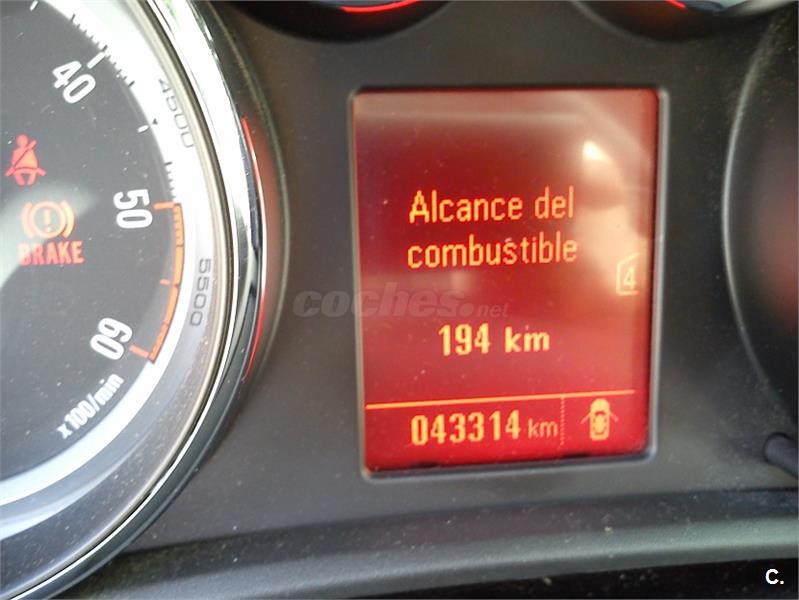 40
4500
50
BRAKE
5500
60
x100/min
Alcance del
combustible
4
coches.net
194 km
043314 km
C.